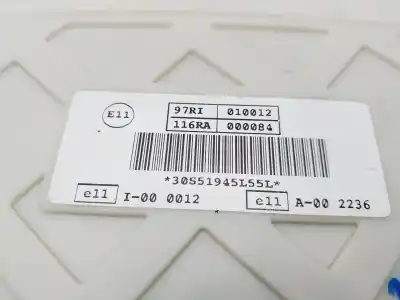 E11 97RI 010012
116RA 000084
*30S51945L55L*
e11 I-00 0012 e11 A-00 2236